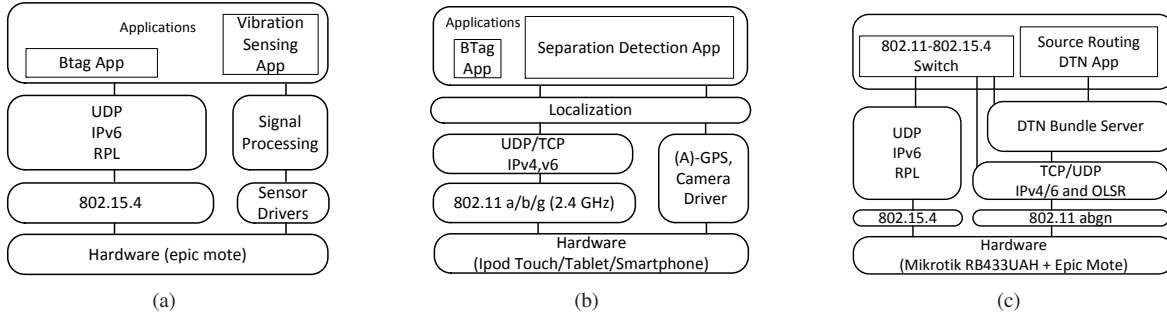 Applications
Vibration
Sensing
App
Btag App
UDP
IPv6
RPL
Signal
Processing
802.15.4
Sensor
Drivers
Hardware (epic mote)
(a)
Applications
BTag
App
Separation Detection App
Localization
UDP/TCP
IPv4,v6
(A)-GPS,
Camera
Driver
802.11 a/b/g (2.4 GHz)
Hardware
(Ipod Touch/Tablet/Smartphone)
(b)
802.11-802.15.4
Switch
Source Routing
DTN App
UDP
IPv6
RPL
DTN Bundle Server
TCP/UDP
IPv4/6 and OLSR
802.15.4
802.11 abgn
Hardware
(Mikrotik RB433UAH + Epic Mote)
(c)